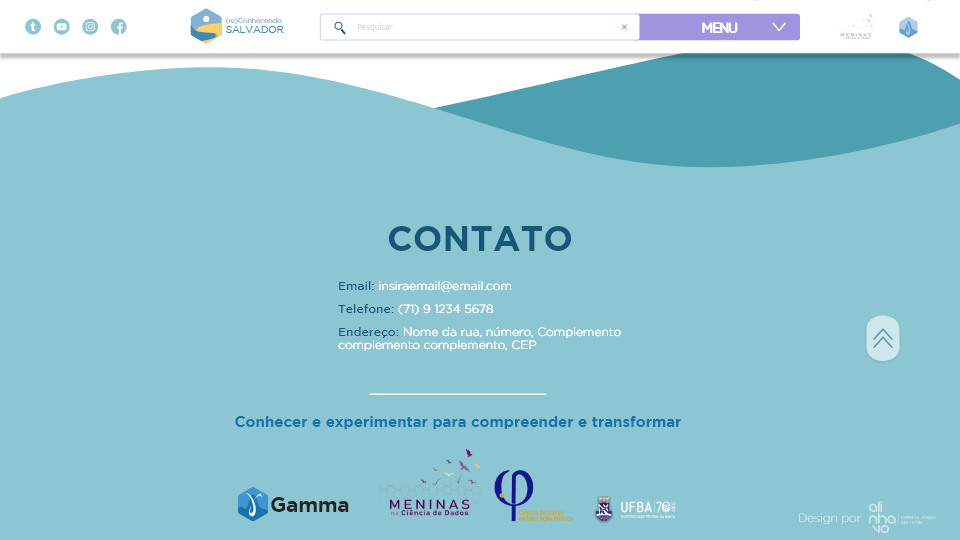 (re)Conhecendo
SALVADOR
Pesquisar
MENU
MENINAS
CONTATO
Email: insiraemail@email.com
Telefone: (71) 9 1234 5678
Endereço: Nome da rua, número, Complemento
complemento complemento, CEP
Conhecer e experimentar para compreender e transformar
Gamma
MENINAS
na Ciência de Dados
UFBA
Design por
ali
nha
vo